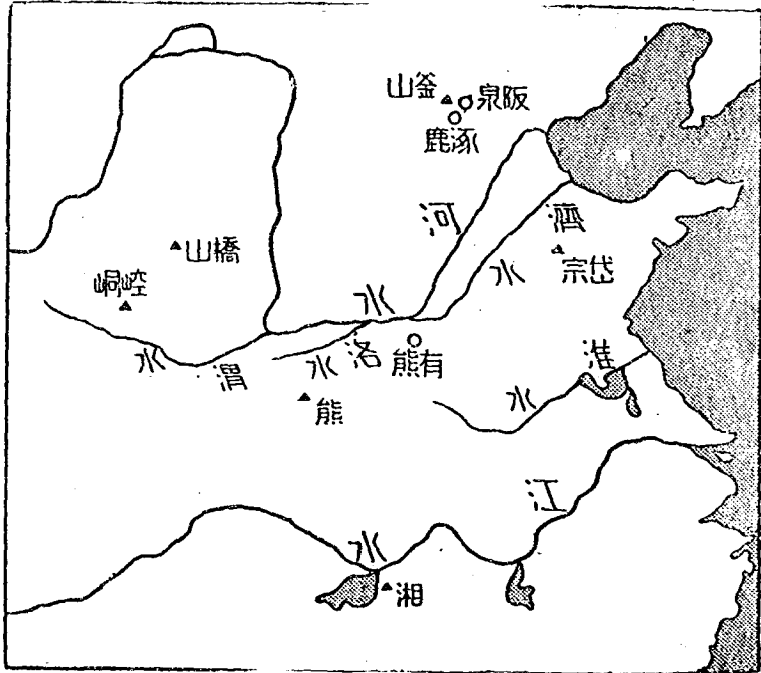 釜山
阪泉
涿鹿
河水
濟水
岱宗
橋山
崆峒
渭水
洛水
有熊
熊
淮水
江水
湘